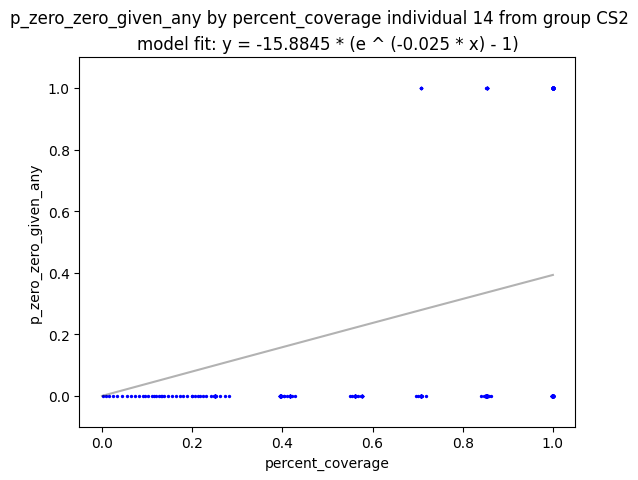 p_zero_zero_given_any by percent_coverage individual 14 from group CS2
model fit: y = -15.8845 * (e ^ (-0.025 * x) - 1)
p_zero_zero_given_any
1.0
0.8
0.6
0.4
0.2
0.0
0.0 0.2 0.4 0.6 0.8 1.0
percent_coverage